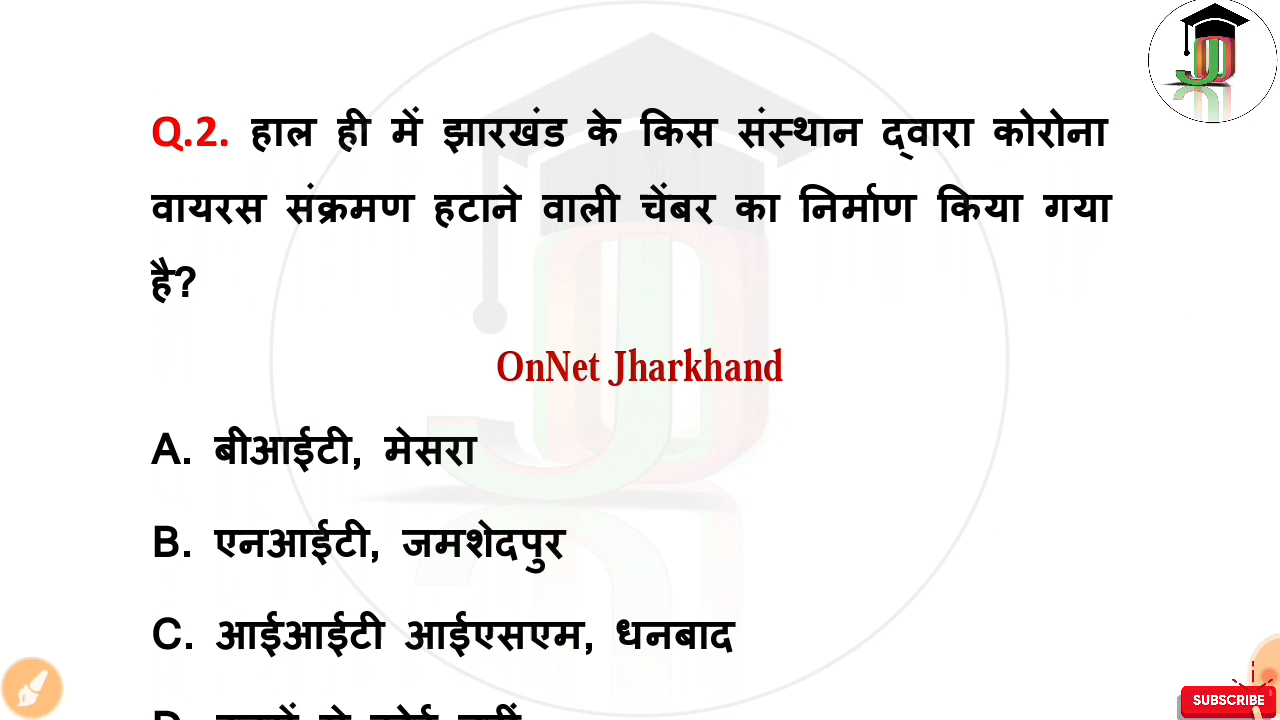 Q.2. हाल ही में झारखंड के किस संस्थान द्वारा कोरोना
वायरस संक्रमण हटाने वाली चेंबर का निर्माण किया गया
है?
OnNet Jharkhand
A. बीआईटी, मेसरा
B. एनआईटी, जमशेदपुर
C. आईआईटी आईएसएम, धनबाद
SUBSCRIBE